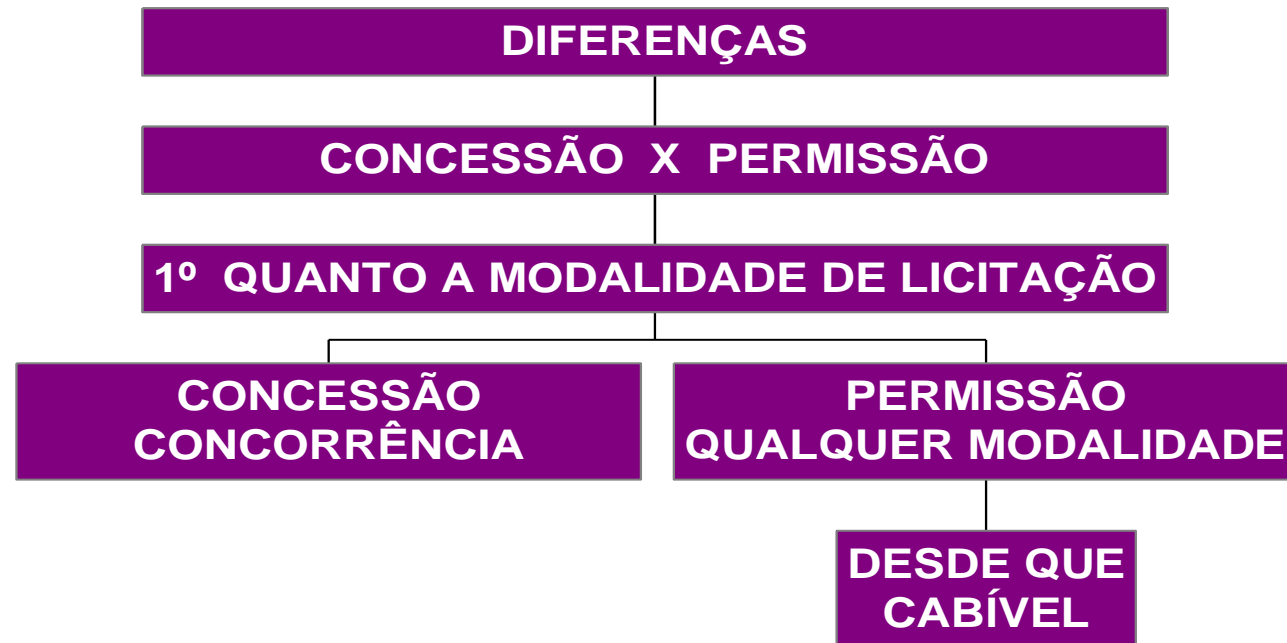 DIFERENÇAS
CONCESSÃO X PERMISSÃO
1º QUANTO A MODALIDADE DE LICITAÇÃO
CONCESSÃO
CONCORRÊNCIA
PERMISSÃO
QUALQUER MODALIDADE
DESDE QUE
CABÍVEL